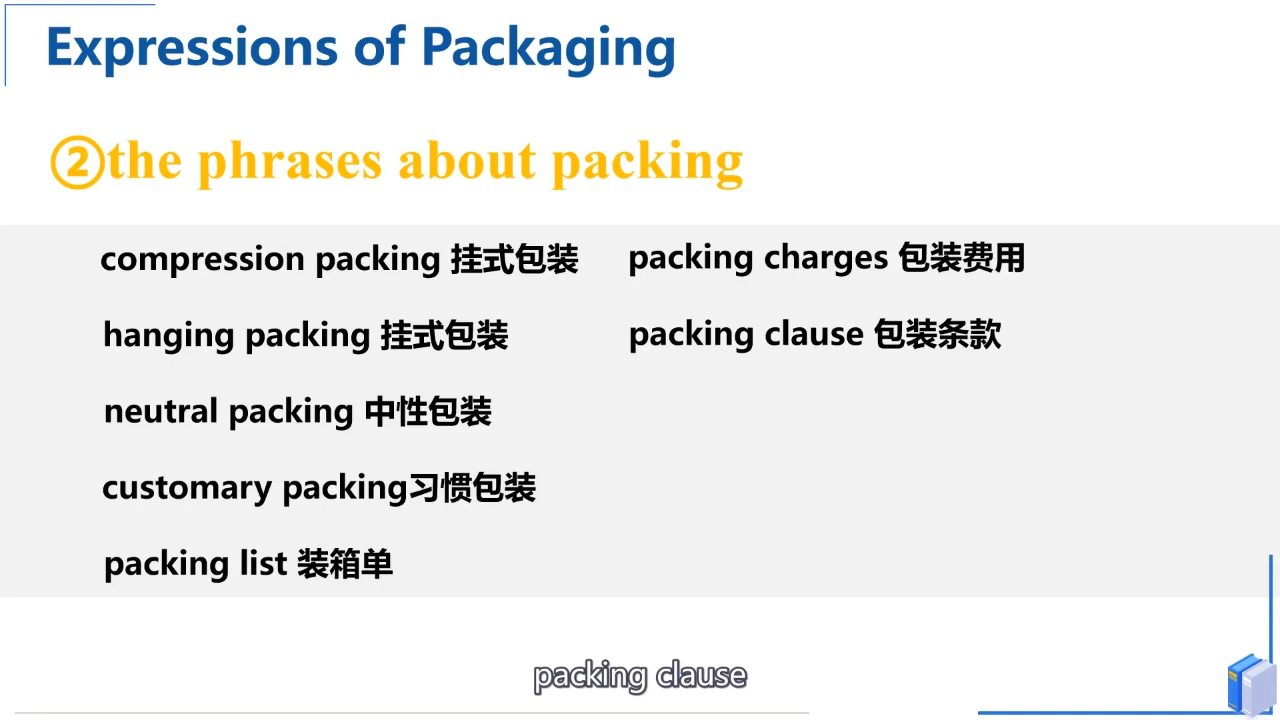 Expressions of Packaging
②the phrases about packing
compression packing 挂式包装
hanging packing 挂式包装
neutral packing 中性包装
customary packing习惯包装
packing list 装箱单
packing charges 包装费用
packing clause 包装条款
packing clause